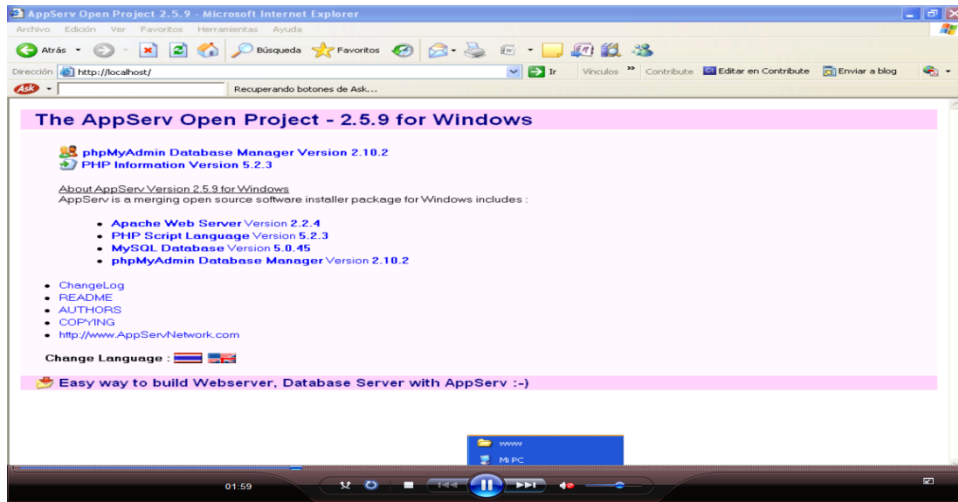 AppServ Open Project 2.5.9 - Microsoft Internet Explorer
Archivo Edición Ver Favoritos Herramientas Ayuda
Atrás Búsqueda Favoritos
Dirección http://localhost/ Ir Vínculos » Contribute Editar en Contribute Enviar a blog
Ask Recuperando botones de Ask...
The AppServ Open Project - 2.5.9 for Windows
phpMyAdmin Database Manager Version 2.10.2
PHP Information Version 5.2.3
About AppServ Version 2.5.9 for Windows
AppServ is a merging open source software installer package for Windows includes :
• Apache Web Server Version 2.2.4
• PHP Script Language Version 5.2.3
• MySQL Database Version 5.0.45
• phpMyAdmin Database Manager Version 2.10.2
• ChangeLog
• README
• AUTHORS
• COPYING
• http://www.AppServNetwork.com
Change Language :
Easy way to build Webserver, Database Server with AppServ :-)
www
Mi PC
01:59